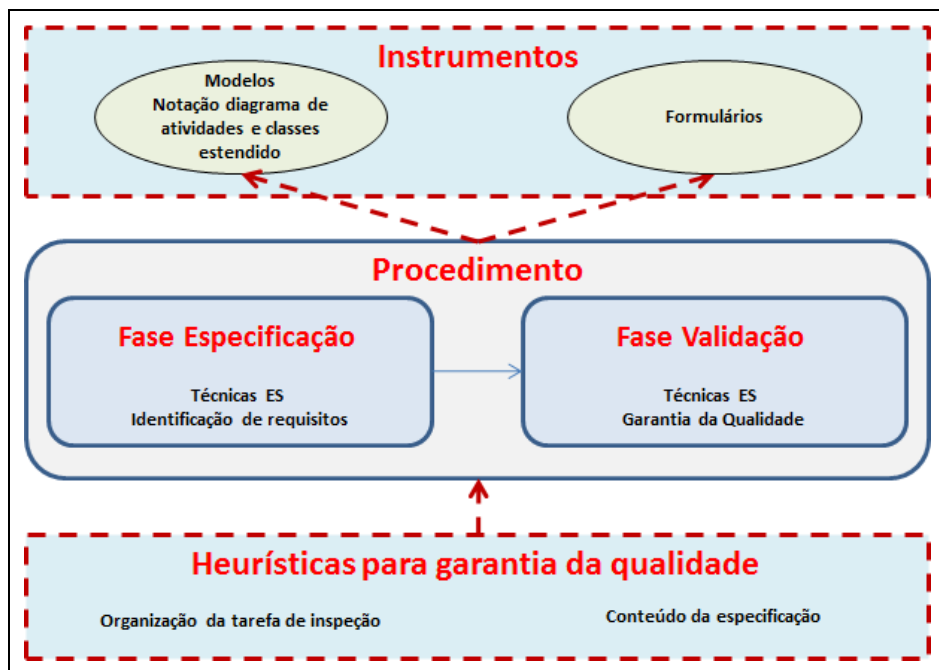 Instrumentos
Modelos
Notação diagrama de
atividades e classes
estendido
Formulários
Procedimento
Fase Especificação
Técnicas ES
Identificação de requisitos
Fase Validação
Técnicas ES
Garantia da Qualidade
Heurísticas para garantia da qualidade
Organização da tarefa de inspeção
Conteúdo da especificação